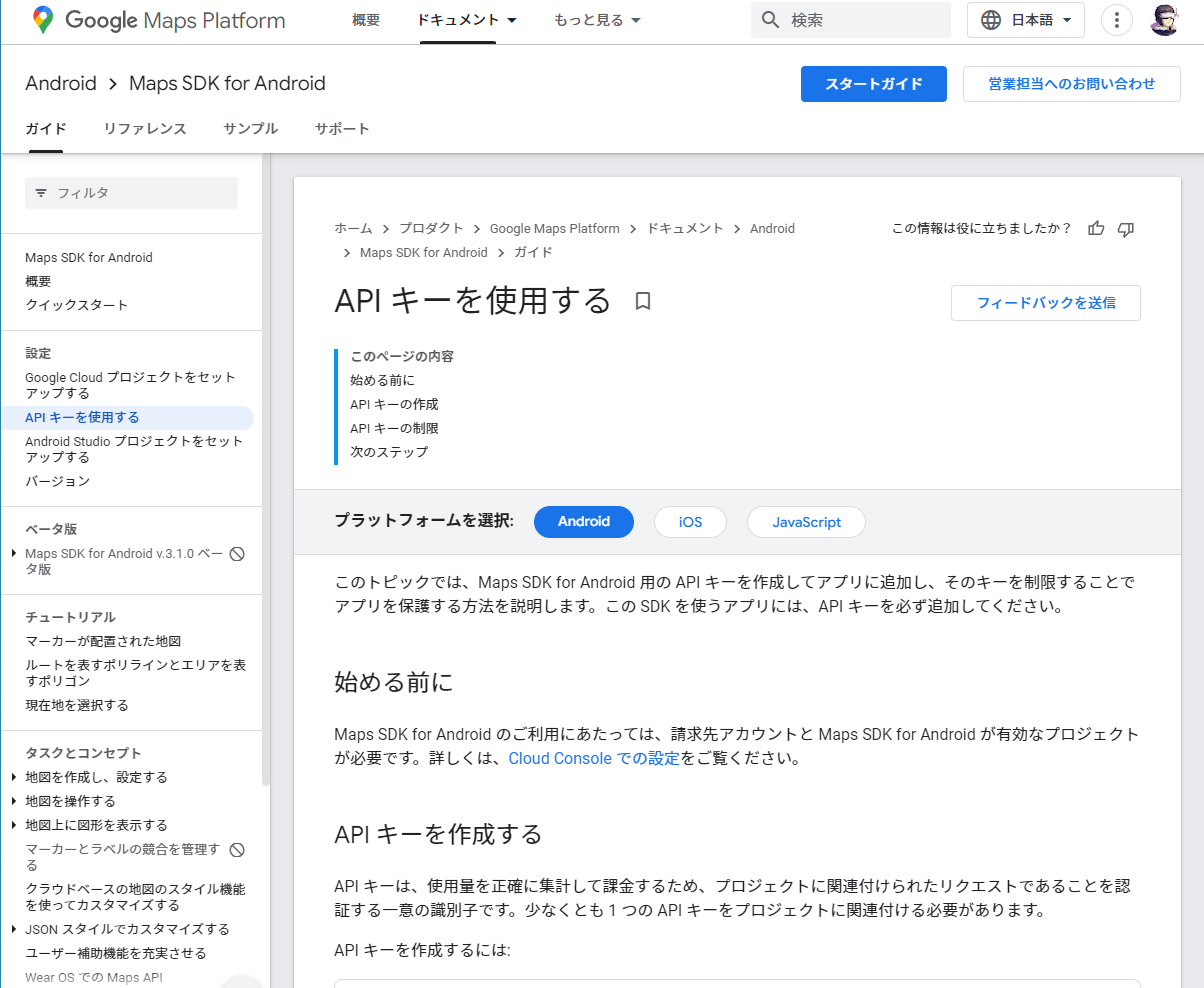 Google Maps Platform
概要
ドキュメント
もっと見る
検索
日本語
Android
Maps SDK for Android
スタートガイド
営業担当へのお問い合わせ
ガイド
リファレンス
サンプル
サポート
フィルタ
Maps SDK for Android
概要
クイックスタート
設定
Google Cloud プロジェクトをセット
アップする
API キーを使用する
Android Studio プロジェクトをセット
アップする
バージョン
ベータ版
Maps SDK for Android v.3.1.0 ベー
タ版
チュートリアル
マーカーが配置された地図
ルートを表すポリラインとエリアを表
すポリゴン
現在地を選択する
タスクとコンセプト
地図を作成し、設定する
地図を操作する
地図上に図形を表示する
マーカーとラベルの競合を管理す
る
クラウドベースの地図のスタイル機能
を使ってカスタマイズする
JSON スタイルでカスタマイズする
ユーザー補助機能を充実させる
Wear OS での Maps API
ホーム
プロダクト
Google Maps Platform
ドキュメント
Android
Maps SDK for Android
ガイド
この情報は役に立ちましたか？
API キーを使用する
フィードバックを送信
このページの内容
始める前に
API キーの作成
API キーの制限
次のステップ
プラットフォームを選択:
Android
iOS
JavaScript
このトピックでは、Maps SDK for Android 用の API キーを作成してアプリに追加し、そのキーを制限することで
アプリを保護する方法を説明します。この SDK を使うアプリには、API キーを必ず追加してください。
始める前に
Maps SDK for Android のご利用にあたっては、請求先アカウントと Maps SDK for Android が有効なプロジェクト
が必要です。詳しくは、Cloud Console での設定をご覧ください。
API キーを作成する
API キーは、使用量を正確に集計して課金するため、プロジェクトに関連付けられたリクエストであることを認
証する一意の識別子です。少なくとも 1 つの API キーをプロジェクトに関連付ける必要があります。
API キーを作成するには: